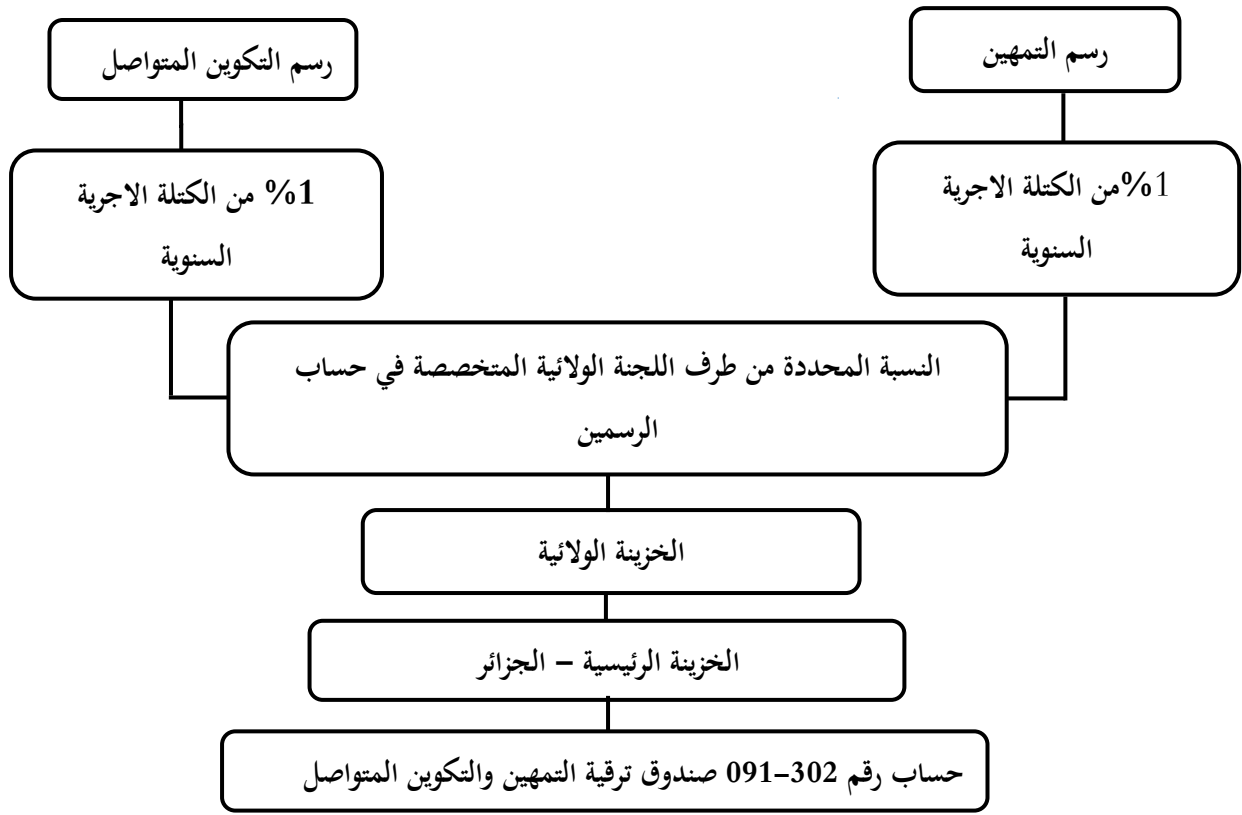 رسم التمهين
رسم التكوين المتواصل
1%من الكتلة الاجرية
السنوية
1% من الكتلة الاجرية
السنوية
النسبة المحددة من طرف اللجنة الولائية المتخصصة في حساب
الرسمين
الخزينة الولائية
الخزينة الرئيسية – الجزائر
حساب رقم 302-091 صندوق ترقية التمهين والتكوين المتواصل